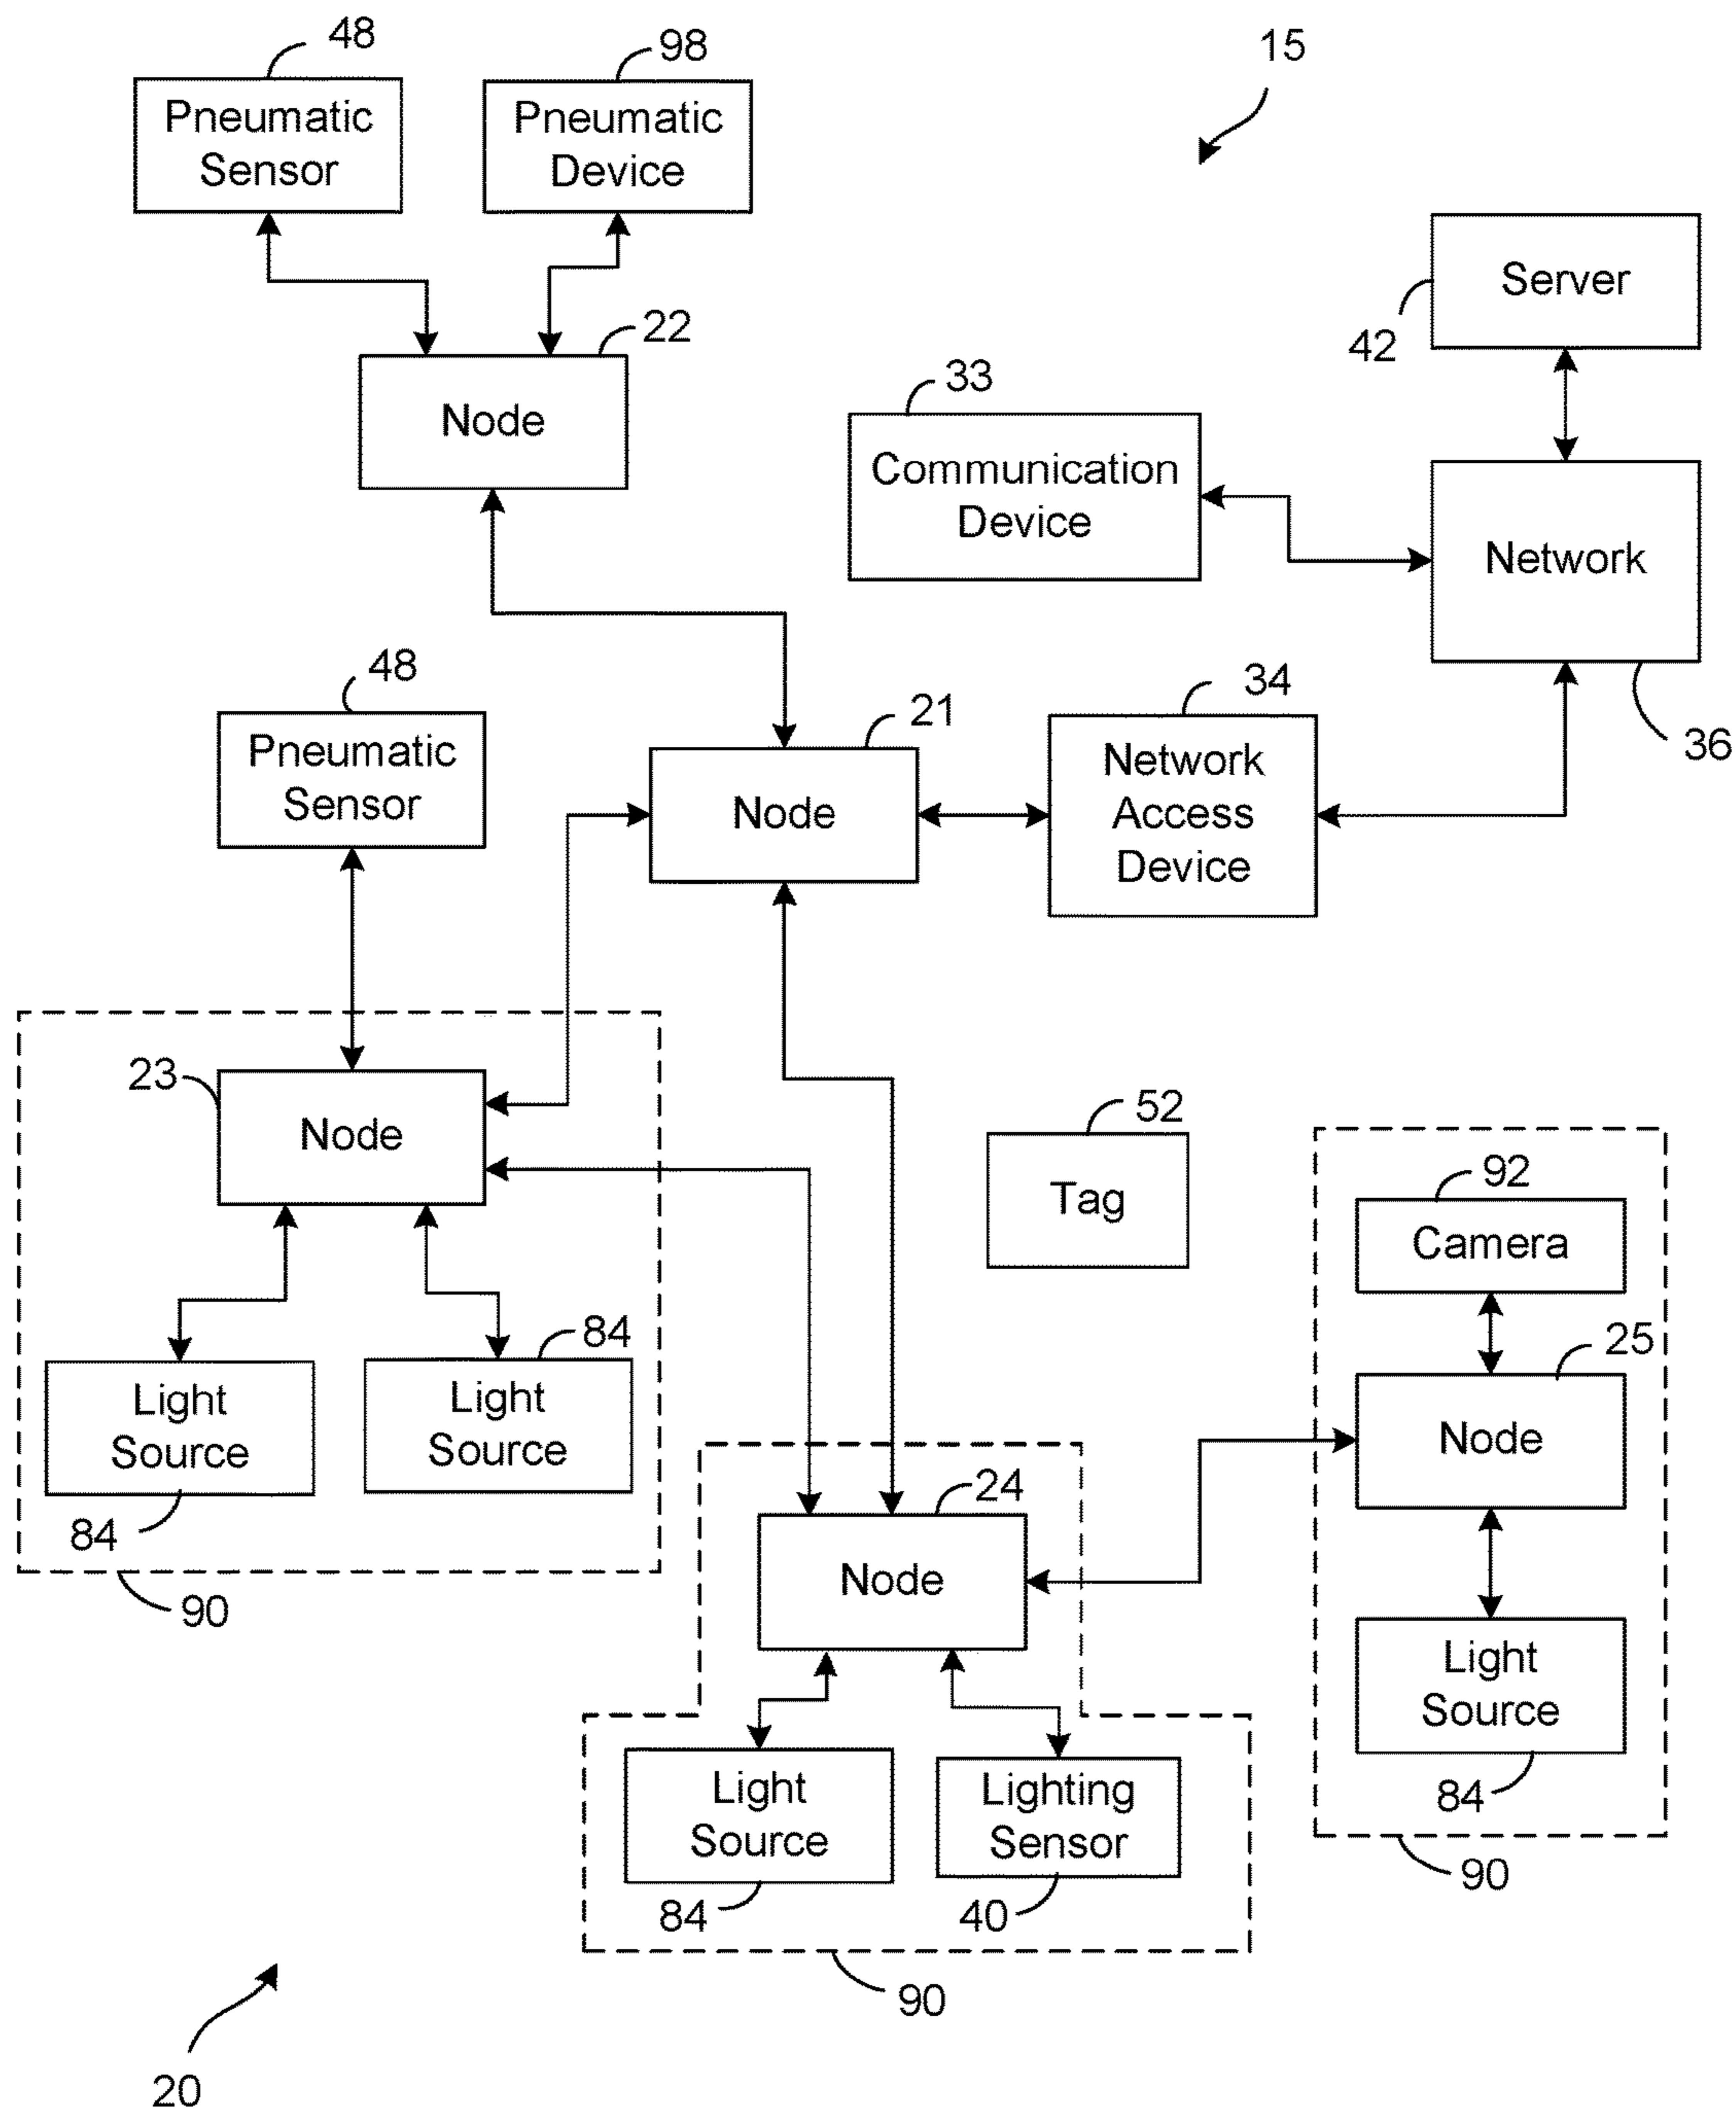 48
98
15
Pneumatic
Sensor
Pneumatic
Device
Server
42
22
Node
33
Communication
Device
Network
36
48
Pneumatic
Sensor
21
Node
34
Network
Access
Device
23
Node
52
Tag
92
Camera
25
Node
Light
Source
84
84
Light
Source
90
24
Node
Light
Source
84
90
Light
Source
84
Lighting
Sensor
40
90
20